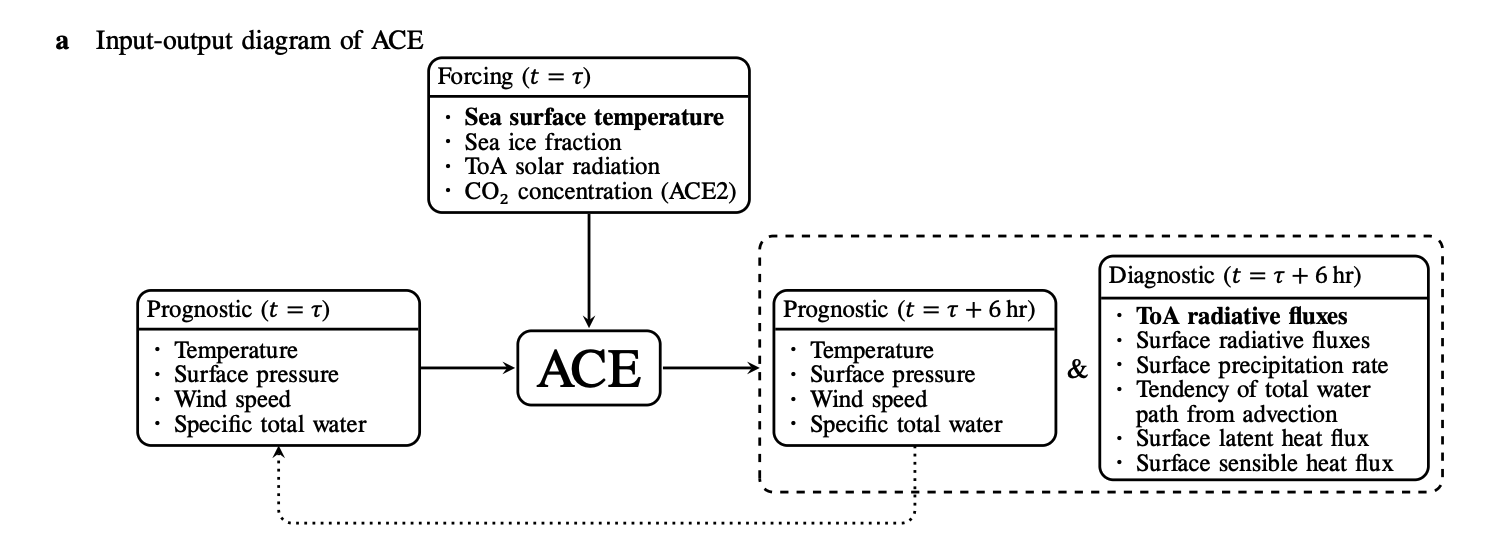 a Input-output diagram of ACE
Forcing (t = τ)
· Sea surface temperature
· Sea ice fraction
· ToA solar radiation
· CO₂ concentration (ACE2)
Prognostic (t = τ)
· Temperature
· Surface pressure
· Wind speed
· Specific total water
ACE
Prognostic (t = τ + 6 hr)
· Temperature
· Surface pressure
· Wind speed
· Specific total water
&
Diagnostic (t = τ + 6 hr)
· ToA radiative fluxes
· Surface radiative fluxes
· Surface precipitation rate
· Tendency of total water
path from advection
· Surface latent heat flux
· Surface sensible heat flux